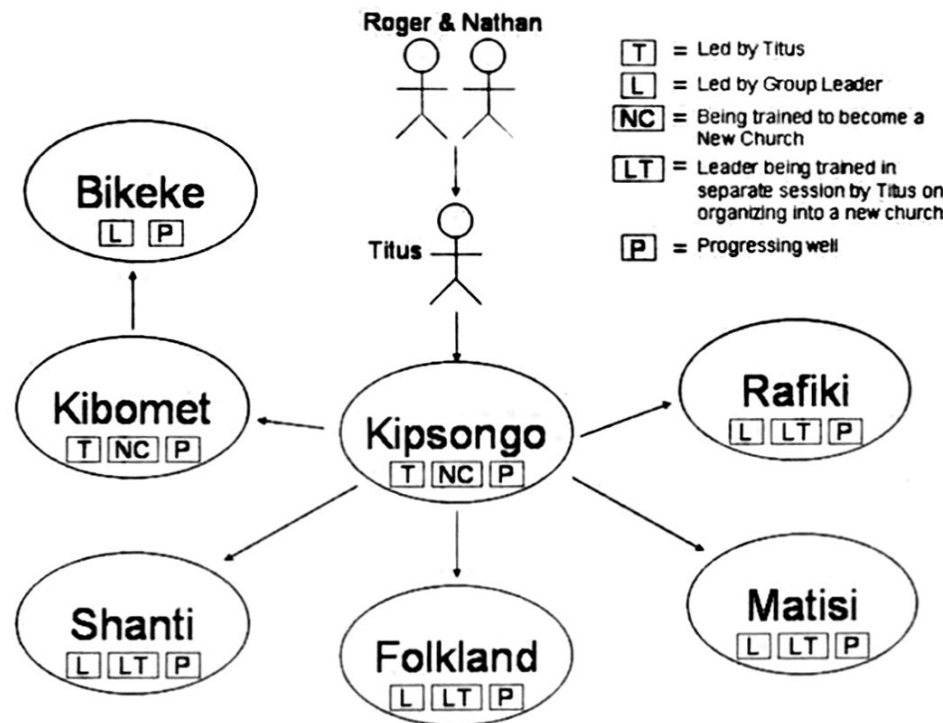 Roger & Nathan
T = Led by Titus
L = Led by Group Leader
NC = Being trained to become a
New Church
LT = Leader being trained in
separate session by Titus on
organizing into a new church
P = Progressing well
Titus
Bikeke
L P
Kibomet
T NC P
Kipsongo
T NC P
Rafiki
L LT P
Shanti
L LT P
Folkland
L LT P
Matisi
L LT P